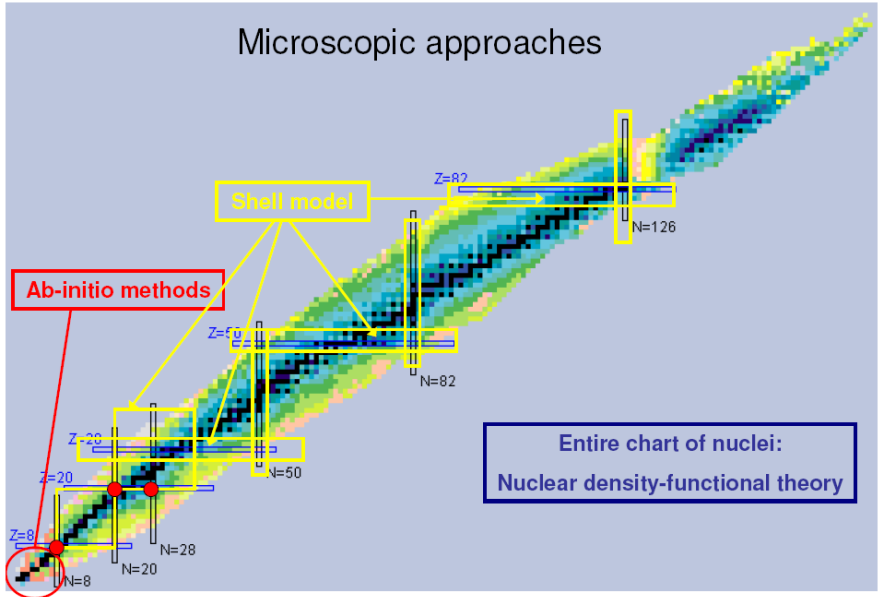 Microscopic approaches
Z=82
Shell model
N=126
Ab-initio methods
Z=50
N=82
Z=28
N=50
Entire chart of nuclei:
Nuclear density-functional theory
Z=20
N=28
Z=8
N=20
N=8